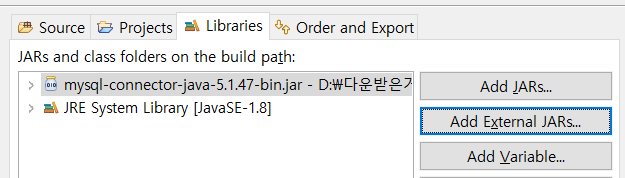 Source Projects Libraries Order and Export
JARs and class folders on the build path:
mysql-connector-java-5.1.47-bin.jar - D:₩다운받은
JRE System Library [JavaSE-1.8]
Add JARs...
Add External JARs...
Add Variable...